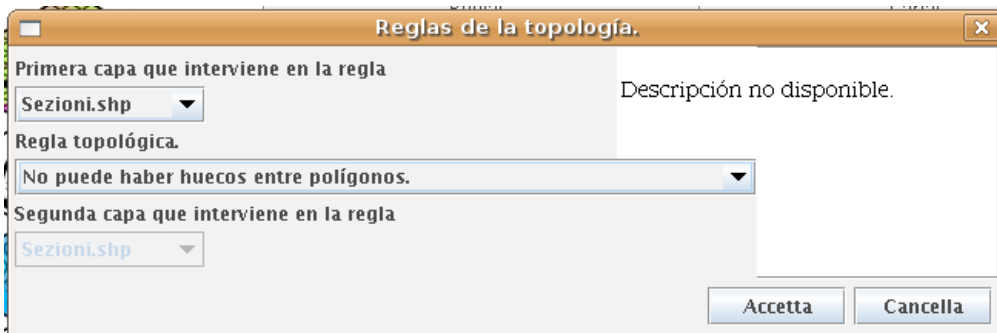 Reglas de la topología.
Primera capa que interviene en la regla
Sezioni.shp
Descripción no disponible.
Regla topológica.
No puede haber huecos entre polígonos.
Segunda capa que interviene en la regla
Sezioni.shp
Accetta
Cancella